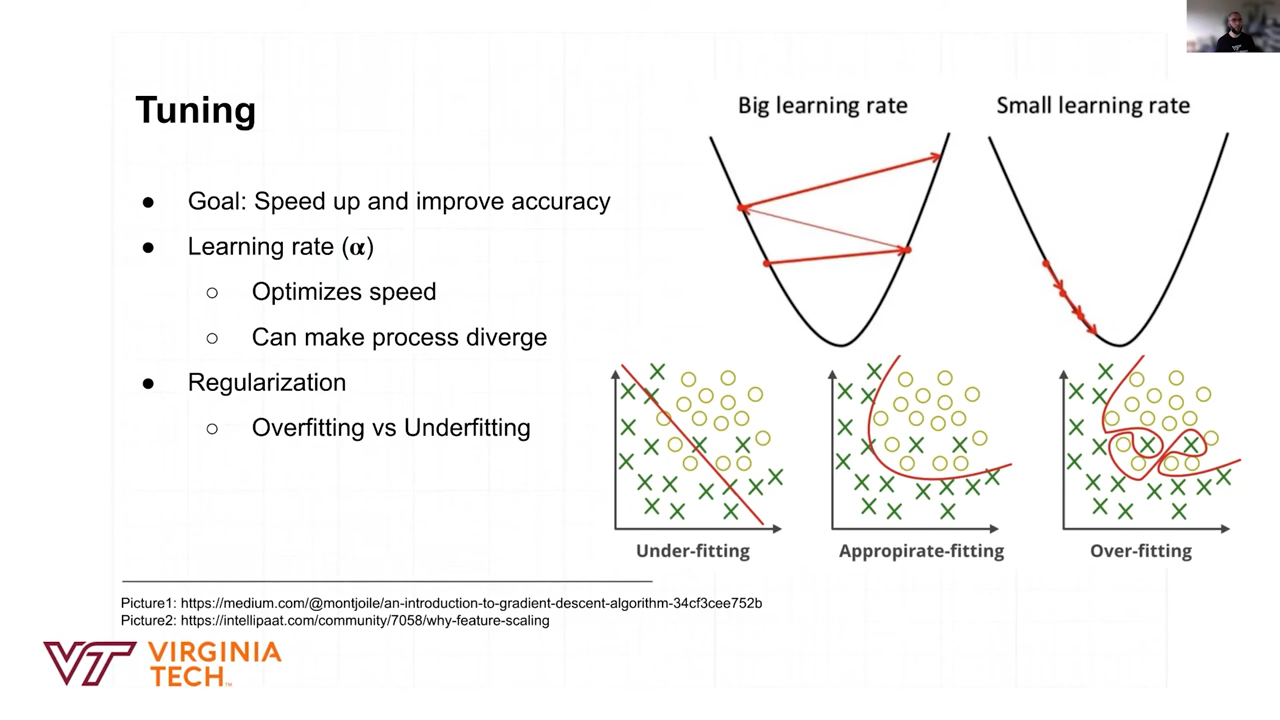 Tuning
● Goal: Speed up and improve accuracy
● Learning rate (α)
○ Optimizes speed
○ Can make process diverge
● Regularization
○ Overfitting vs Underfitting
Big learning rate
Small learning rate
Under-fitting
Appropirate-fitting
Over-fitting
Picture1: https://medium.com/@montjoile/an-introduction-to-gradient-descent-algorithm-34cf3cee752b
Picture2: https://intellipaat.com/community/7058/why-feature-scaling
VT VIRGINIA
TECH™